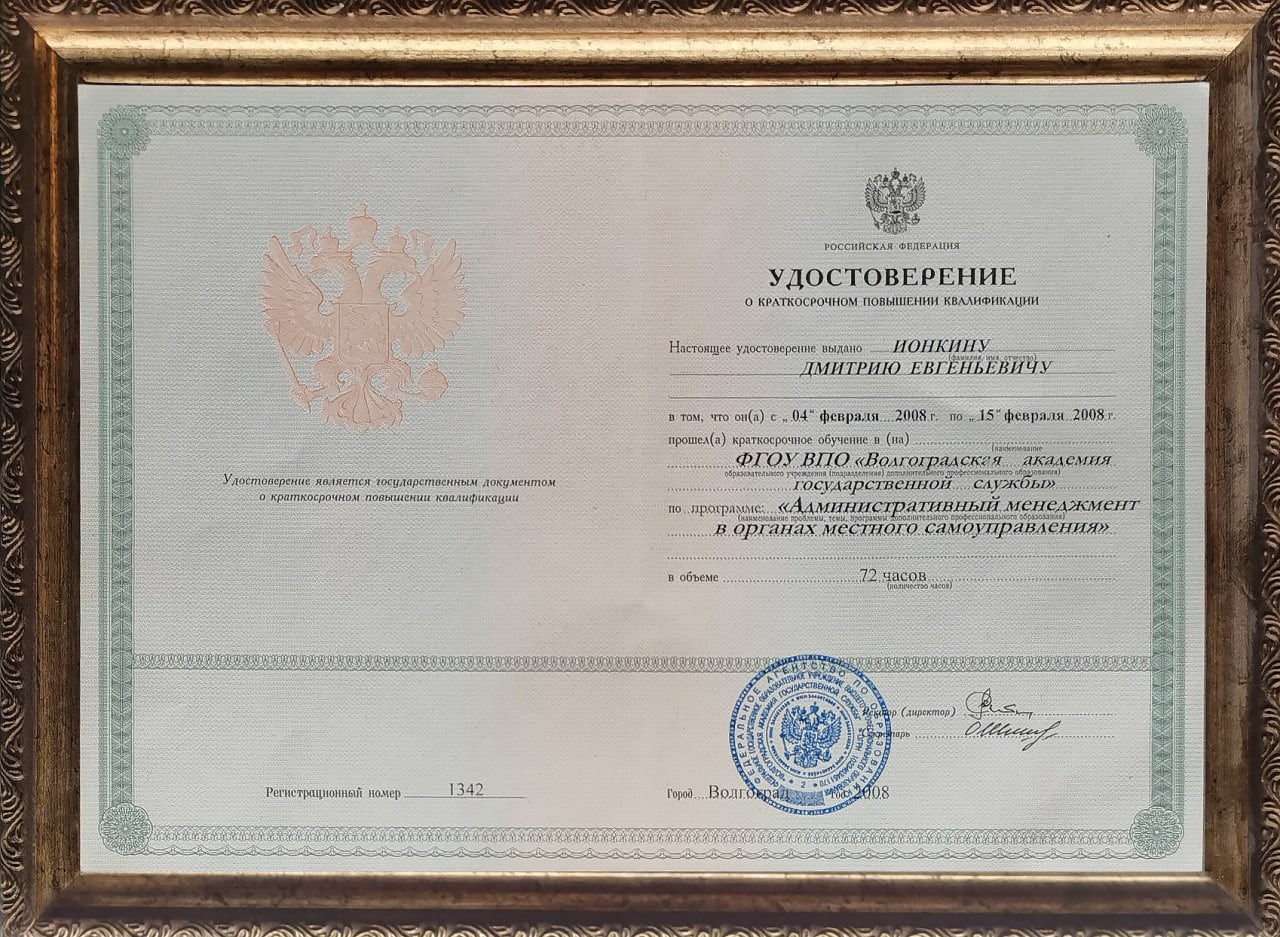 Удостоверение является государственным документом
о краткосрочном повышении квалификации
Регистрационный номер 1342
РОССИЙСКАЯ ФЕДЕРАЦИЯ
УДОСТОВЕРЕНИЕ
О КРАТКОСРОЧНОМ ПОВЫШЕНИИ КВАЛИФИКАЦИИ
Настоящее удостоверение выдано ИОНКИНУ
(фамилия, имя, отчество)
ДМИТРИЮ ЕВГЕНЬЕВИЧУ
в том, что он(а) с „04“ февраля 2008 г. по „15“ февраля 2008 г.
прошел(а) краткосрочное обучение в (на)
(наименование
ФГОУ ВПО «Волгоградская академия
образовательного учреждения (подразделения) дополнительного профессионального образования)
государственной службы»
по программе: «Административный менеджмент
(наименование проблемы, темы, программы дополнительного профессионального образования)
в органах местного самоуправления»
в объеме 72 часов
(количество часов)
ФЕДЕРАЛЬНОЕ АГЕНТСТВО ПО ОБРАЗОВАНИЮ
Ректор (директор)
Секретарь
Город Волгоград год 2008